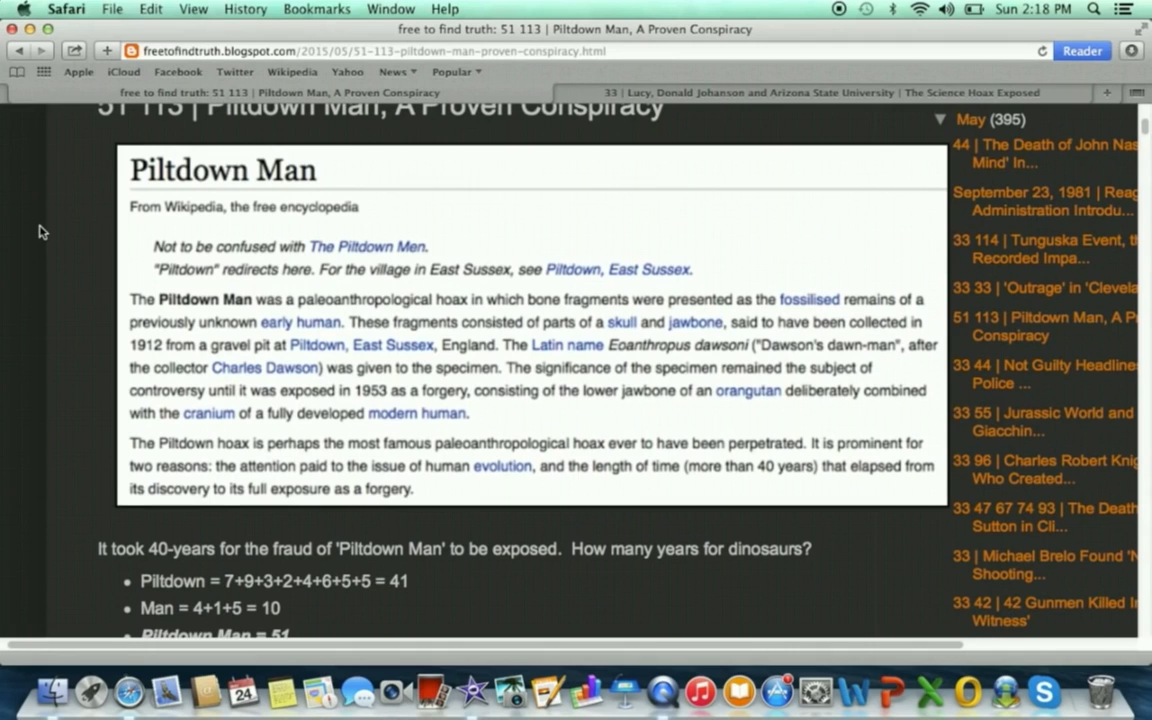 Safari File Edit View History Bookmarks Window Help Sun 2:18 PM
free to find truth: 51 113 | Piltdown Man, A Proven Conspiracy
freetofindtruth.blogspot.com/2015/05/51-113-piltdown-man-proven-conspiracy.html Reader
Apple iCloud Facebook Twitter Wikipedia Yahoo News Popular
free to find truth: 51 113 | Piltdown Man, A Proven Conspiracy
33 | Lucy, Donald Johanson and Arizona State University | The Science Hoax Exposed
51 113 | Piltdown Man, A Proven Conspiracy
Piltdown Man
From Wikipedia, the free encyclopedia
Not to be confused with The Piltdown Men.
"Piltdown" redirects here. For the village in East Sussex, see Piltdown, East Sussex.
The Piltdown Man was a paleoanthropological hoax in which bone fragments were presented as the fossilised remains of a
previously unknown early human. These fragments consisted of parts of a skull and jawbone, said to have been collected in
1912 from a gravel pit at Piltdown, East Sussex, England. The Latin name Eoanthropus dawsoni ("Dawson's dawn-man", after
the collector Charles Dawson) was given to the specimen. The significance of the specimen remained the subject of
controversy until it was exposed in 1953 as a forgery, consisting of the lower jawbone of an orangutan deliberately combined
with the cranium of a fully developed modern human.
The Piltdown hoax is perhaps the most famous paleoanthropological hoax ever to have been perpetrated. It is prominent for
two reasons: the attention paid to the issue of human evolution, and the length of time (more than 40 years) that elapsed from
its discovery to its full exposure as a forgery.
It took 40-years for the fraud of 'Piltdown Man' to be exposed. How many years for dinosaurs?
• Piltdown = 7+9+3+2+4+6+5+5 = 41
• Man = 4+1+5 = 10
• Piltdown Man = 51
▼ May (395)
44 | The Death of John Nas
Mind' In...
September 23, 1981 | Reag
Administration Introdu...
33 114 | Tunguska Event, th
Recorded Impa...
33 33 | 'Outrage' in 'Clevela
51 113 | Piltdown Man, A P
Conspiracy
33 44 | Not Guilty Headline
Police ...
33 55 | Jurassic World and
Giacchin...
33 96 | Charles Robert Knig
Who Created...
33 47 67 74 93 | The Death
Sutton in Cli...
33 | Michael Brelo Found 'N
Shooting...
33 42 | 42 Gunmen Killed I
Witness'
24